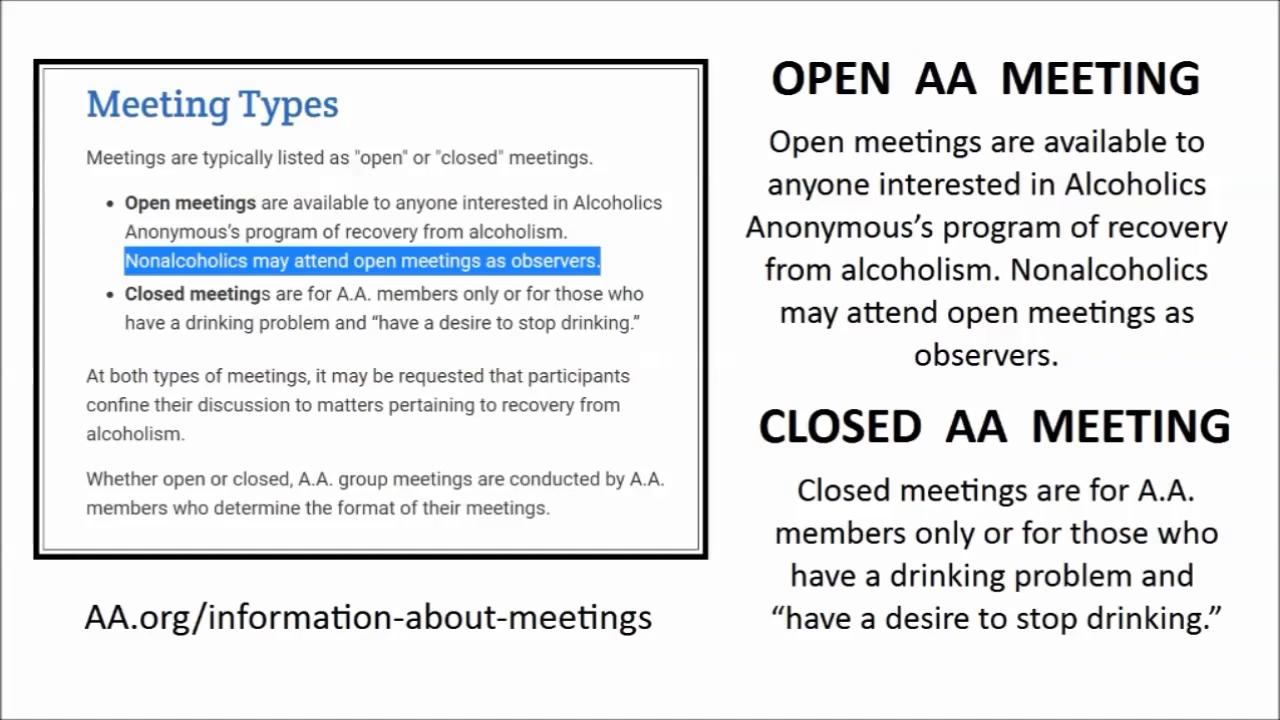 Meeting Types
Meetings are typically listed as "open" or "closed" meetings.
• Open meetings are available to anyone interested in Alcoholics
Anonymous's program of recovery from alcoholism.
Nonalcoholics may attend open meetings as observers.
• Closed meetings are for A.A. members only or for those who
have a drinking problem and “have a desire to stop drinking.”
At both types of meetings, it may be requested that participants
confine their discussion to matters pertaining to recovery from
alcoholism.
Whether open or closed, A.A. group meetings are conducted by A.A.
members who determine the format of their meetings.
AA.org/information-about-meetings
OPEN AA MEETING
Open meetings are available to
anyone interested in Alcoholics
Anonymous’s program of recovery
from alcoholism. Nonalcoholics
may attend open meetings as
observers.
CLOSED AA MEETING
Closed meetings are for A.A.
members only or for those who
have a drinking problem and
“have a desire to stop drinking.”